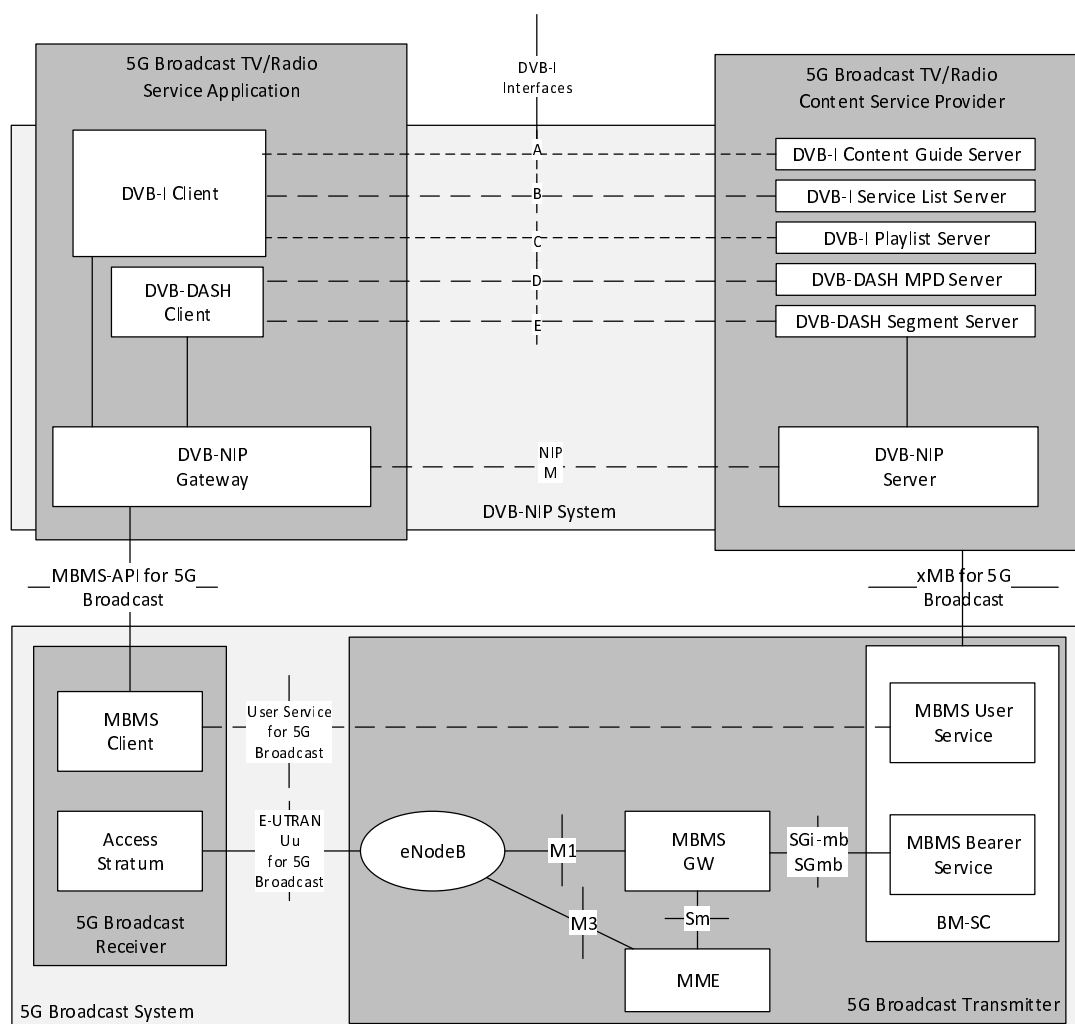 5G Broadcast TV/Radio
Service Application
DVB-I
Interfaces
5G Broadcast TV/Radio
Content Service Provider
DVB-I Client
A
DVB-I Content Guide Server
B
DVB-I Service List Server
C
DVB-I Playlist Server
DVB-DASH
Client
D
DVB-DASH MPD Server
E
DVB-DASH Segment Server
DVB-NIP
Gateway
NIP
M
DVB-NIP
Server
DVB-NIP System
MBMS-API for 5G
Broadcast
xMB for 5G
Broadcast
MBMS
Client
User Service
for 5G
Broadcast
MBMS User
Service
Access
Stratum
E-UTRAN
Uu
for 5G
Broadcast
eNodeB
M1
MBMS
GW
SGi-mb
SGmb
MBMS Bearer
Service
5G Broadcast
Receiver
M3
Sm
BM-SC
MME
5G Broadcast System
5G Broadcast Transmitter